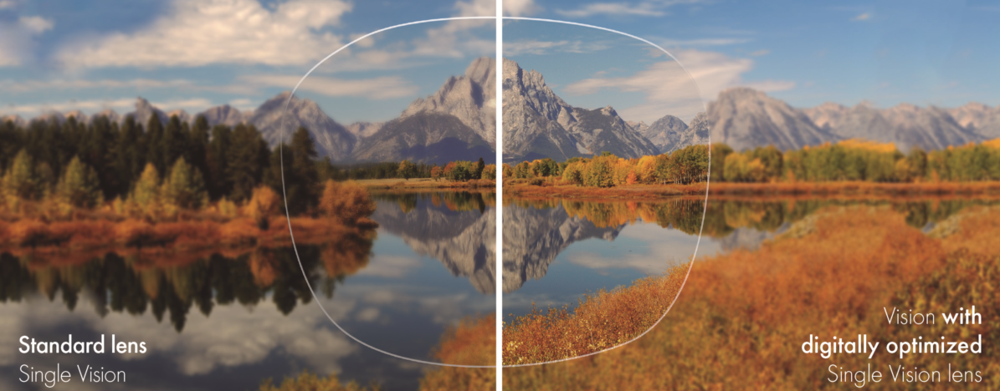 Standard lens
Single Vision
Vision with
digitally optimized
Single Vision lens